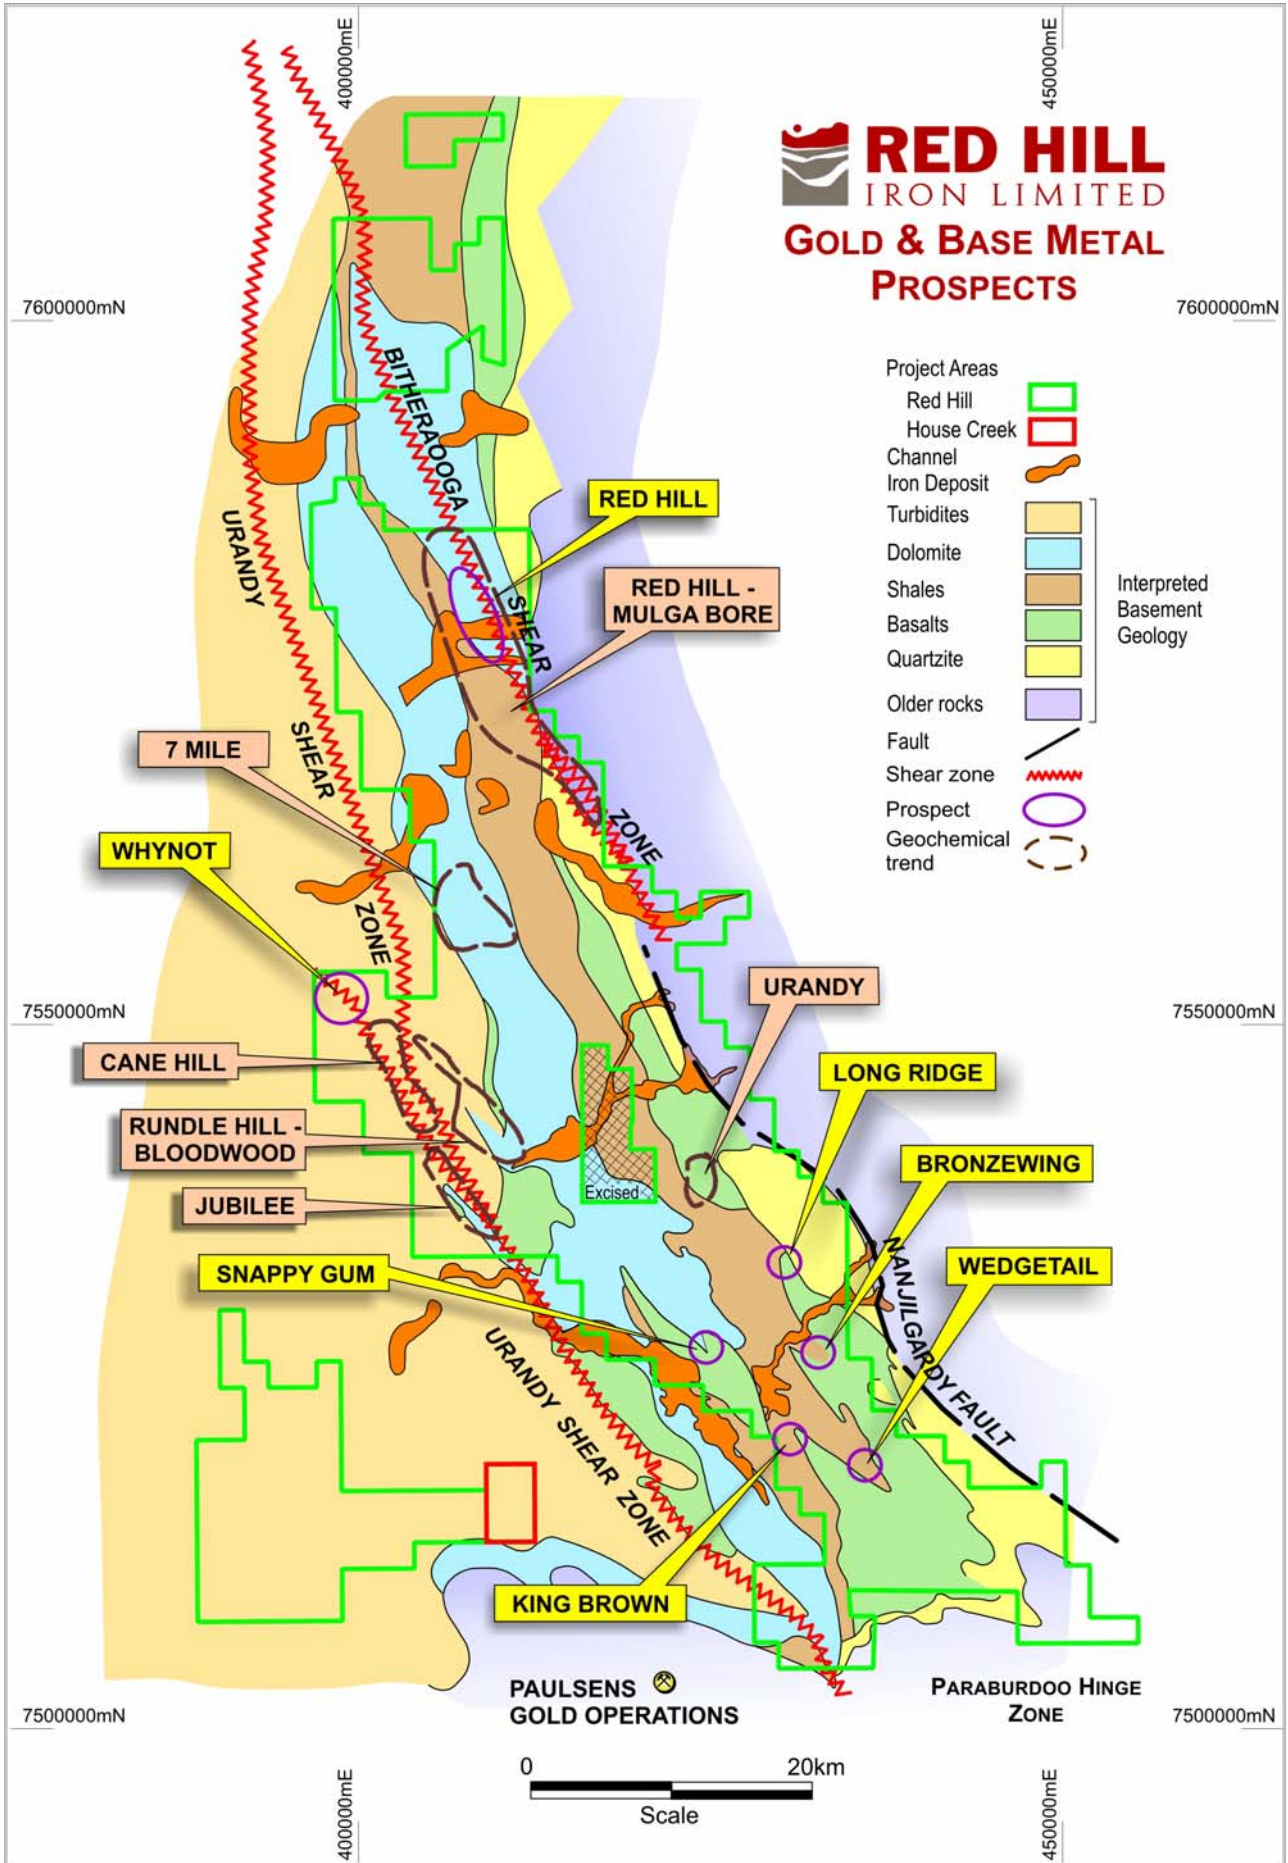 400000mE
450000mE
RED HILL
IRON LIMITED
GOLD & BASE METAL
PROSPECTS
7600000mN
7600000mN
Project Areas
Red Hill
House Creek
Channel
Iron Deposit
Turbidites
Dolomite
Shales
Basalts
Quartzite
Older rocks
Interpreted
Basement
Geology
Fault
Shear zone
Prospect
Geochemical
trend
BITHERAOOGA
SHEAR
ZONE
URANDY
SHEAR
ZONE
RED HILL
RED HILL -
MULGA BORE
7 MILE
WHYNOT
URANDY
7550000mN
7550000mN
CANE HILL
LONG RIDGE
RUNDLE HILL -
BLOODWOOD
BRONZEWING
Excised
JUBILEE
SNAPPY GUM
WEDGETAIL
NANJILGARDY FAULT
URANDY SHEAR ZONE
KING BROWN
PAULSENS
GOLD OPERATIONS
PARABURDOO HINGE
ZONE
7500000mN
7500000mN
0
20km
Scale
400000mE
450000mE